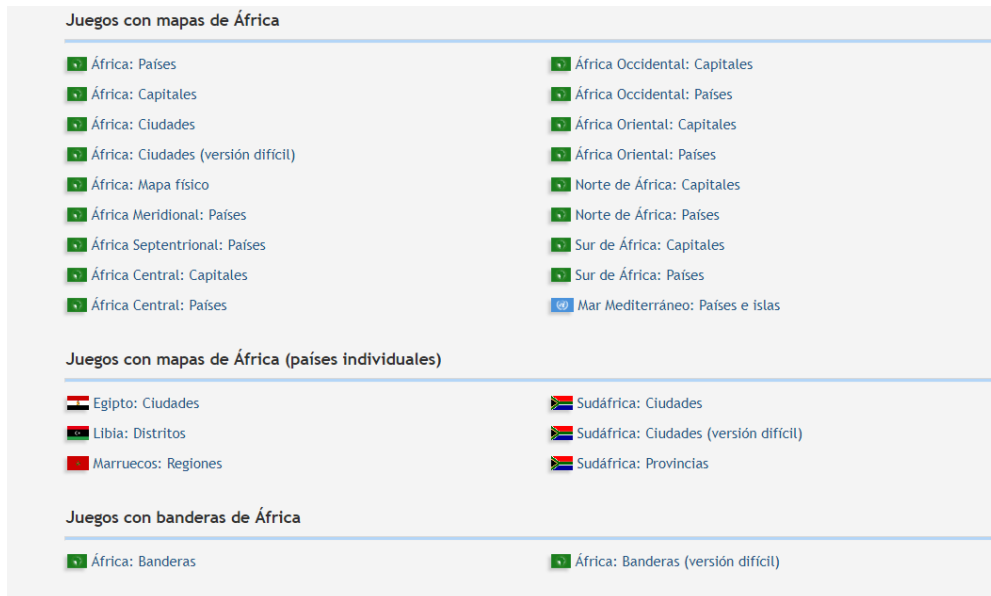 Juegos con mapas de África
África: Países
África: Capitales
África: Ciudades
África: Ciudades (versión difícil)
África: Mapa físico
África Meridional: Países
África Septentrional: Países
África Central: Capitales
África Central: Países
África Occidental: Capitales
África Occidental: Países
África Oriental: Capitales
África Oriental: Países
Norte de África: Capitales
Norte de África: Países
Sur de África: Capitales
Sur de África: Países
Mar Mediterráneo: Países e islas
Juegos con mapas de África (países individuales)
Egipto: Ciudades
Libia: Distritos
Marruecos: Regiones
Sudáfrica: Ciudades
Sudáfrica: Ciudades (versión difícil)
Sudáfrica: Provincias
Juegos con banderas de África
África: Banderas
África: Banderas (versión difícil)